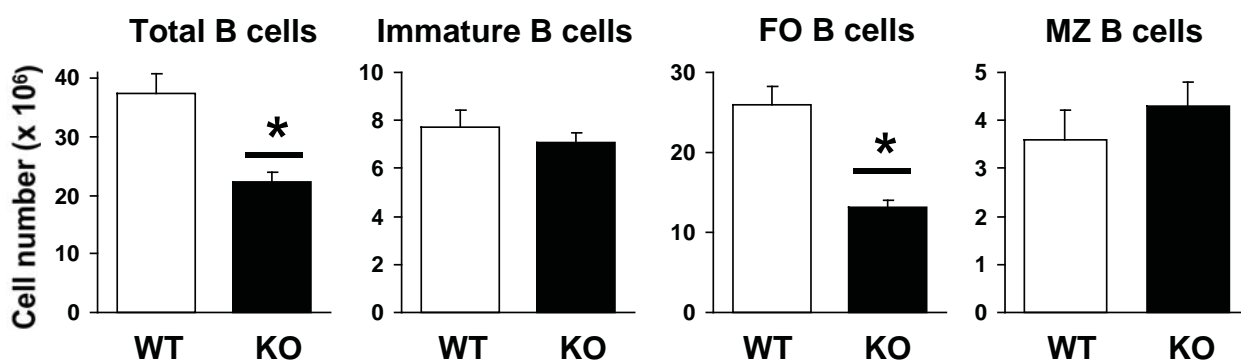 Total B cells
Immature B cells
FO B cells
MZ B cells
Cell number (x 10⁶)
40
30
20
10
0
*
WT
KO
10
8
6
4
2
0
WT
KO
30
20
10
0
*
WT
KO
5
4
3
2
1
0
WT
KO